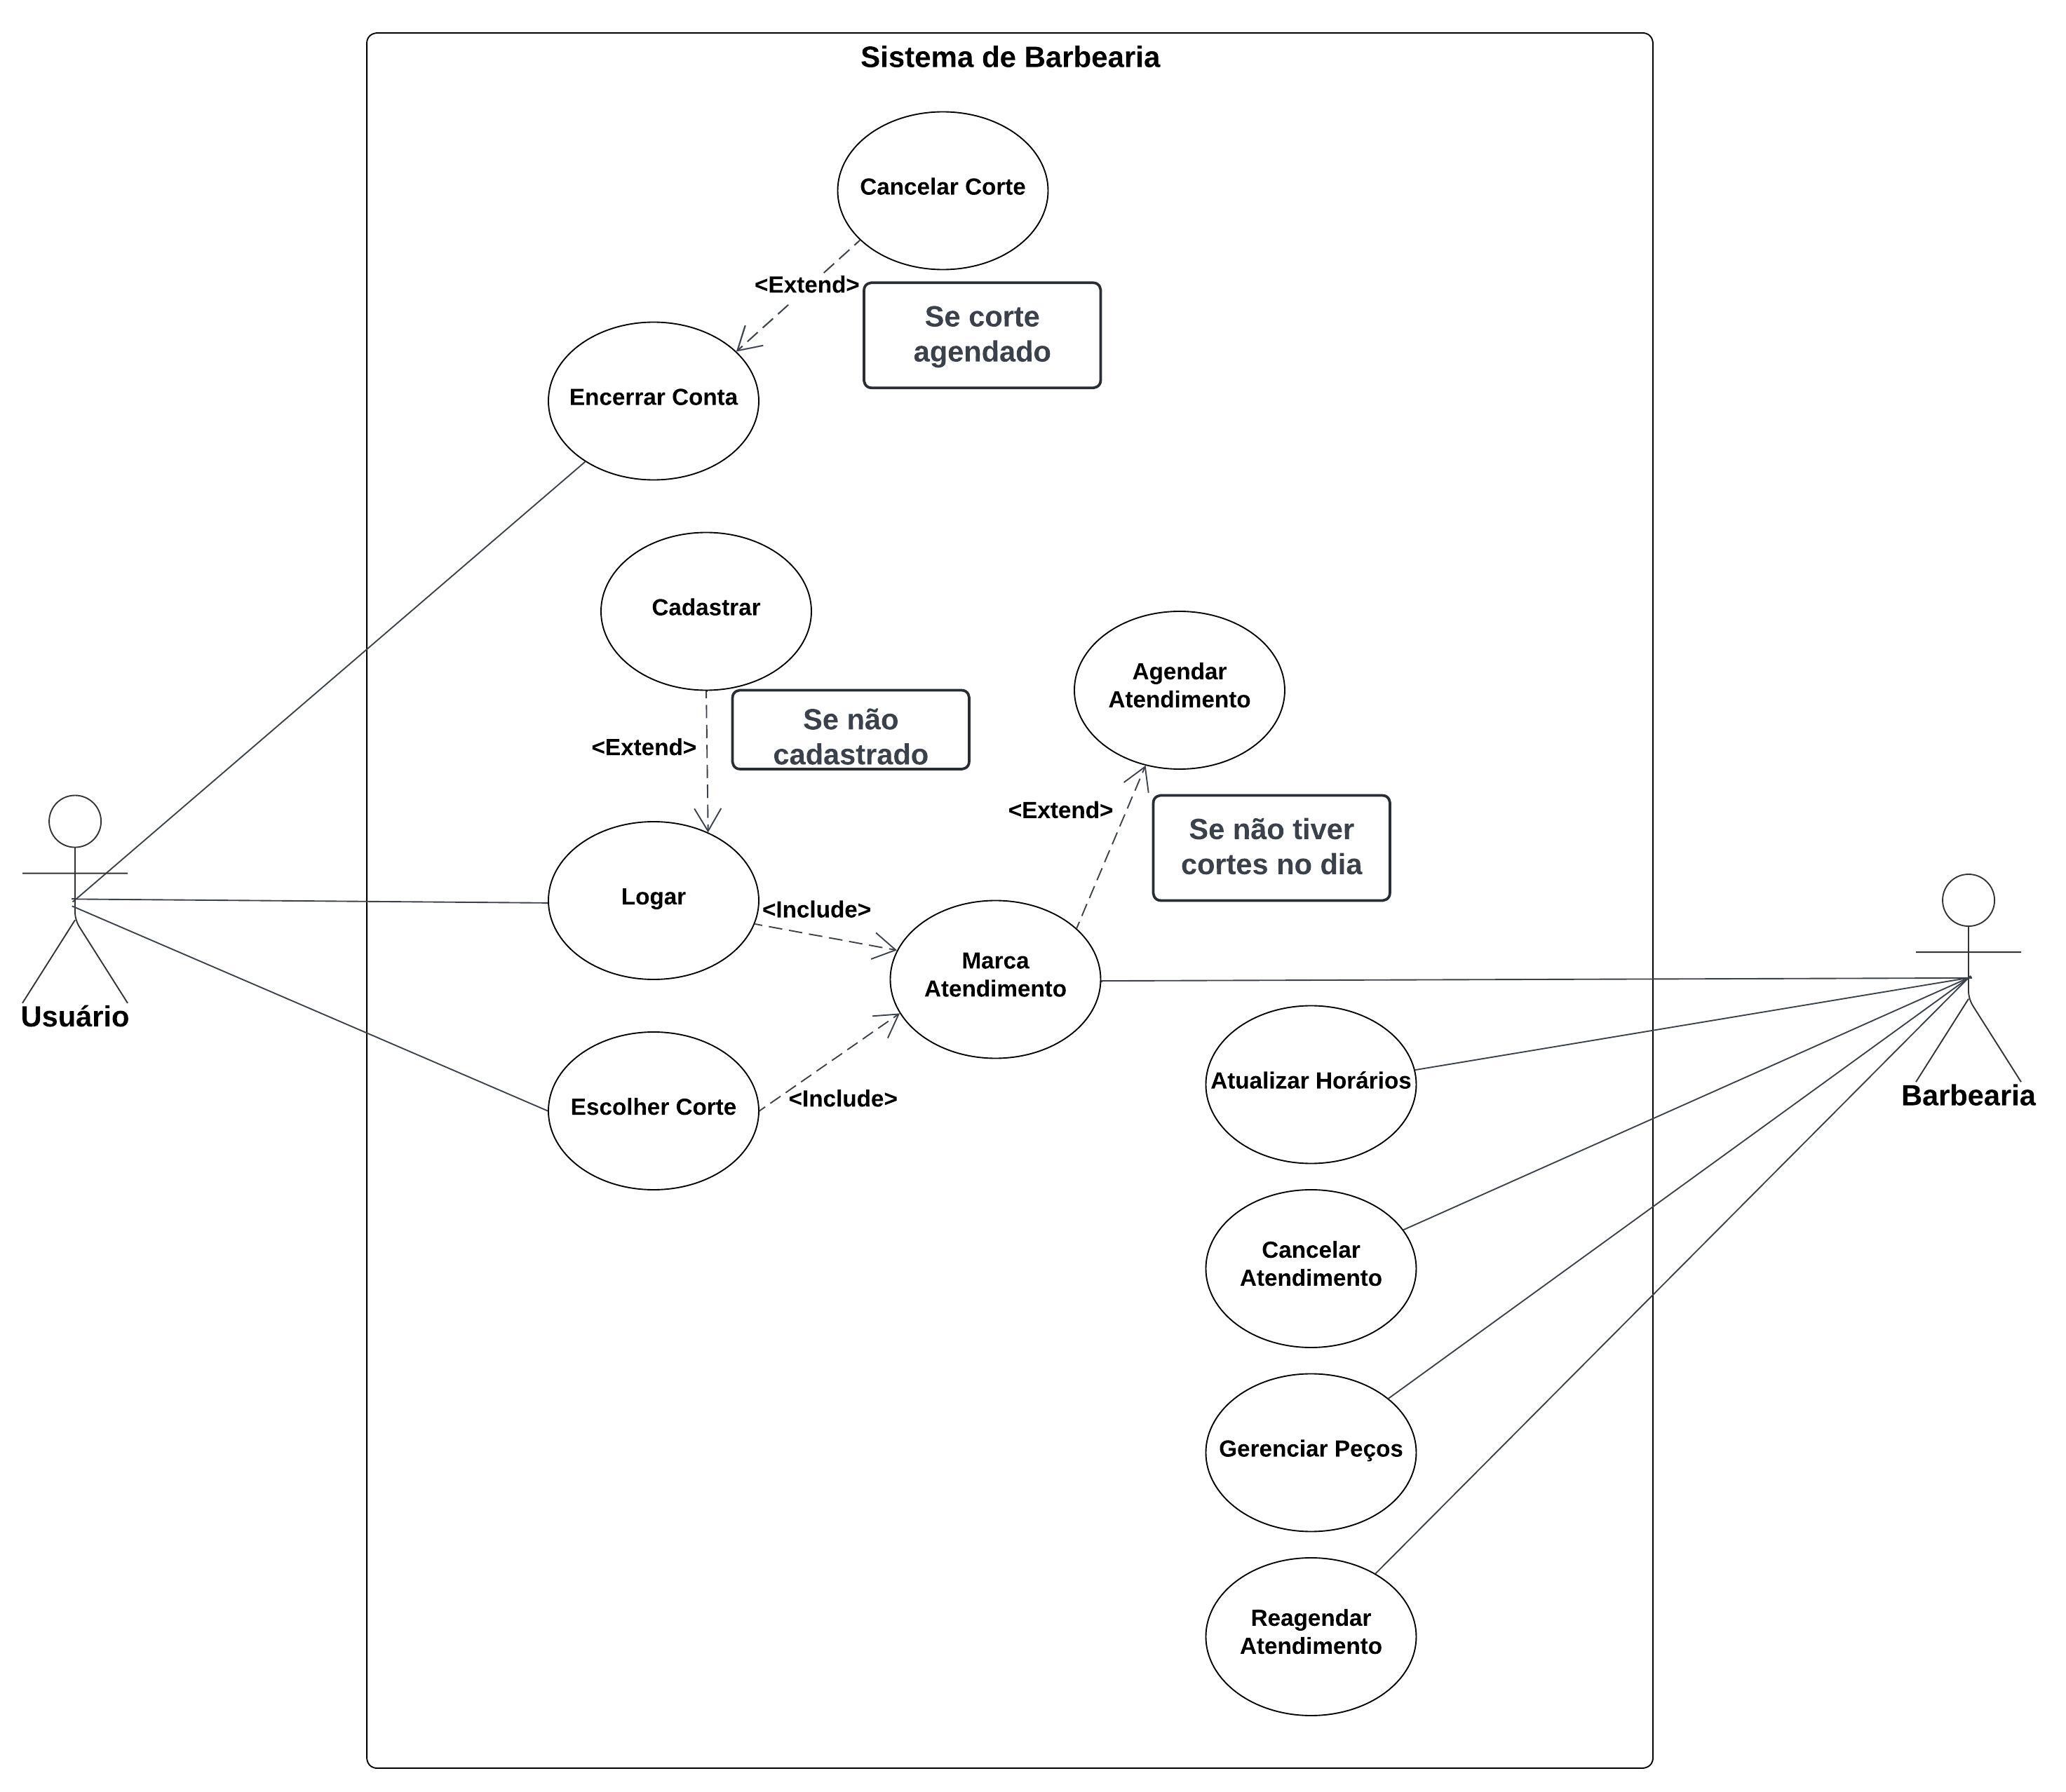 Sistema de Barbearia
Cancelar Corte
<Extend>
Se corte
agendado
Encerrar Conta
Cadastrar
Agendar
Atendimento
Se não
cadastrado
<Extend>
<Extend>
Se não tiver
cortes no dia
Logar
<Include>
Marca
Atendimento
Usuário
Escolher Corte
<Include>
Atualizar Horários
Barbearia
Cancelar
Atendimento
Gerenciar Peços
Reagendar
Atendimento